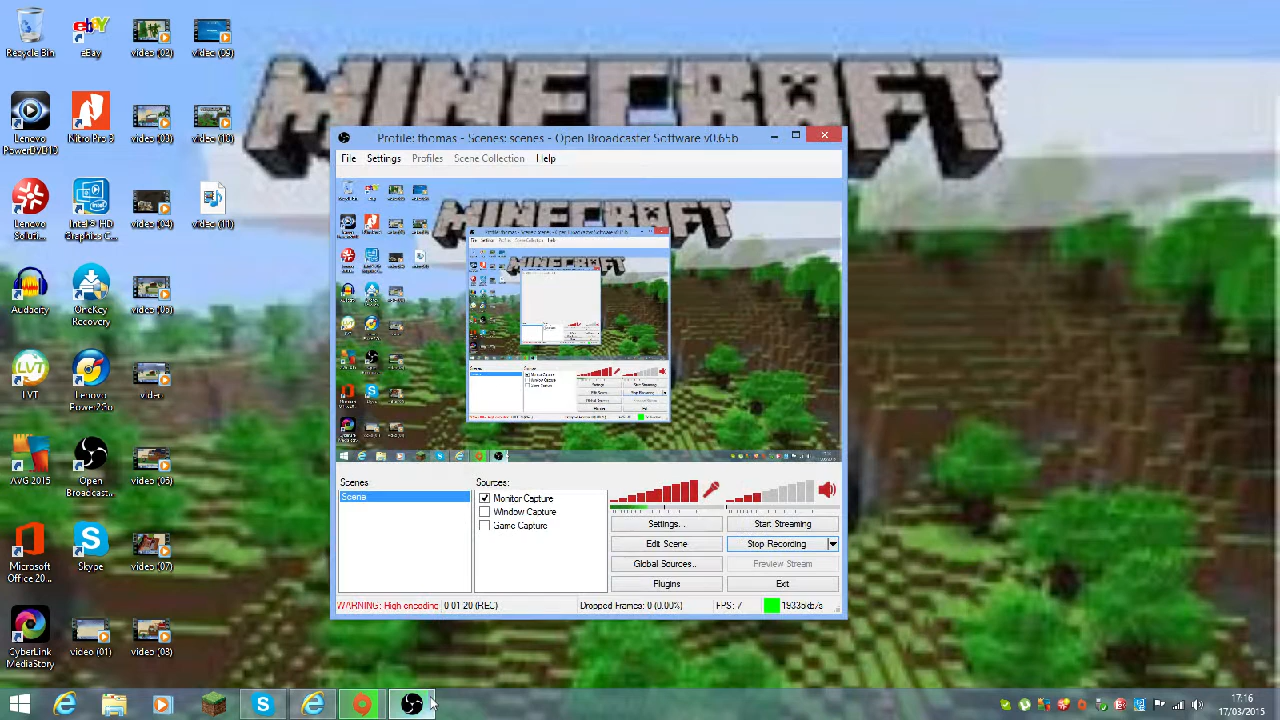 MINECRAFT
Recycle Bin
eBay
video (02)
video (09)
Lenovo
PowerDVD10
Nitro Pro 9
video (03)
video (10)
Lenovo
Soluti...
Intel® HD
Graphics C...
video (04)
video (11)
Audacity
OneKey
Recovery
video (05)
LVT
Lenovo
Power2Go
video
AVG 2015
Open
Broadcast...
video (06)
Microsoft
Office 20...
Skype
video (07)
CyberLink
MediaStory
video (01)
video (08)
Profile: thomas - Scenes: scenes - Open Broadcaster Software v0.65b
File Settings Profiles Scene Collection Help
MINECRAFT
MINECRAFT
Scenes:
Scene
Sources:
Monitor Capture
Window Capture
Game Capture
Settings...
Start Streaming
Edit Scene
Stop Recording
Global Sources...
Preview Stream
Plugins
Exit
WARNING: High encoding 0:01:20 (REC) Dropped Frames: 0 (0.00%) FPS: 7 19335kb/s
17:16
17/03/2015